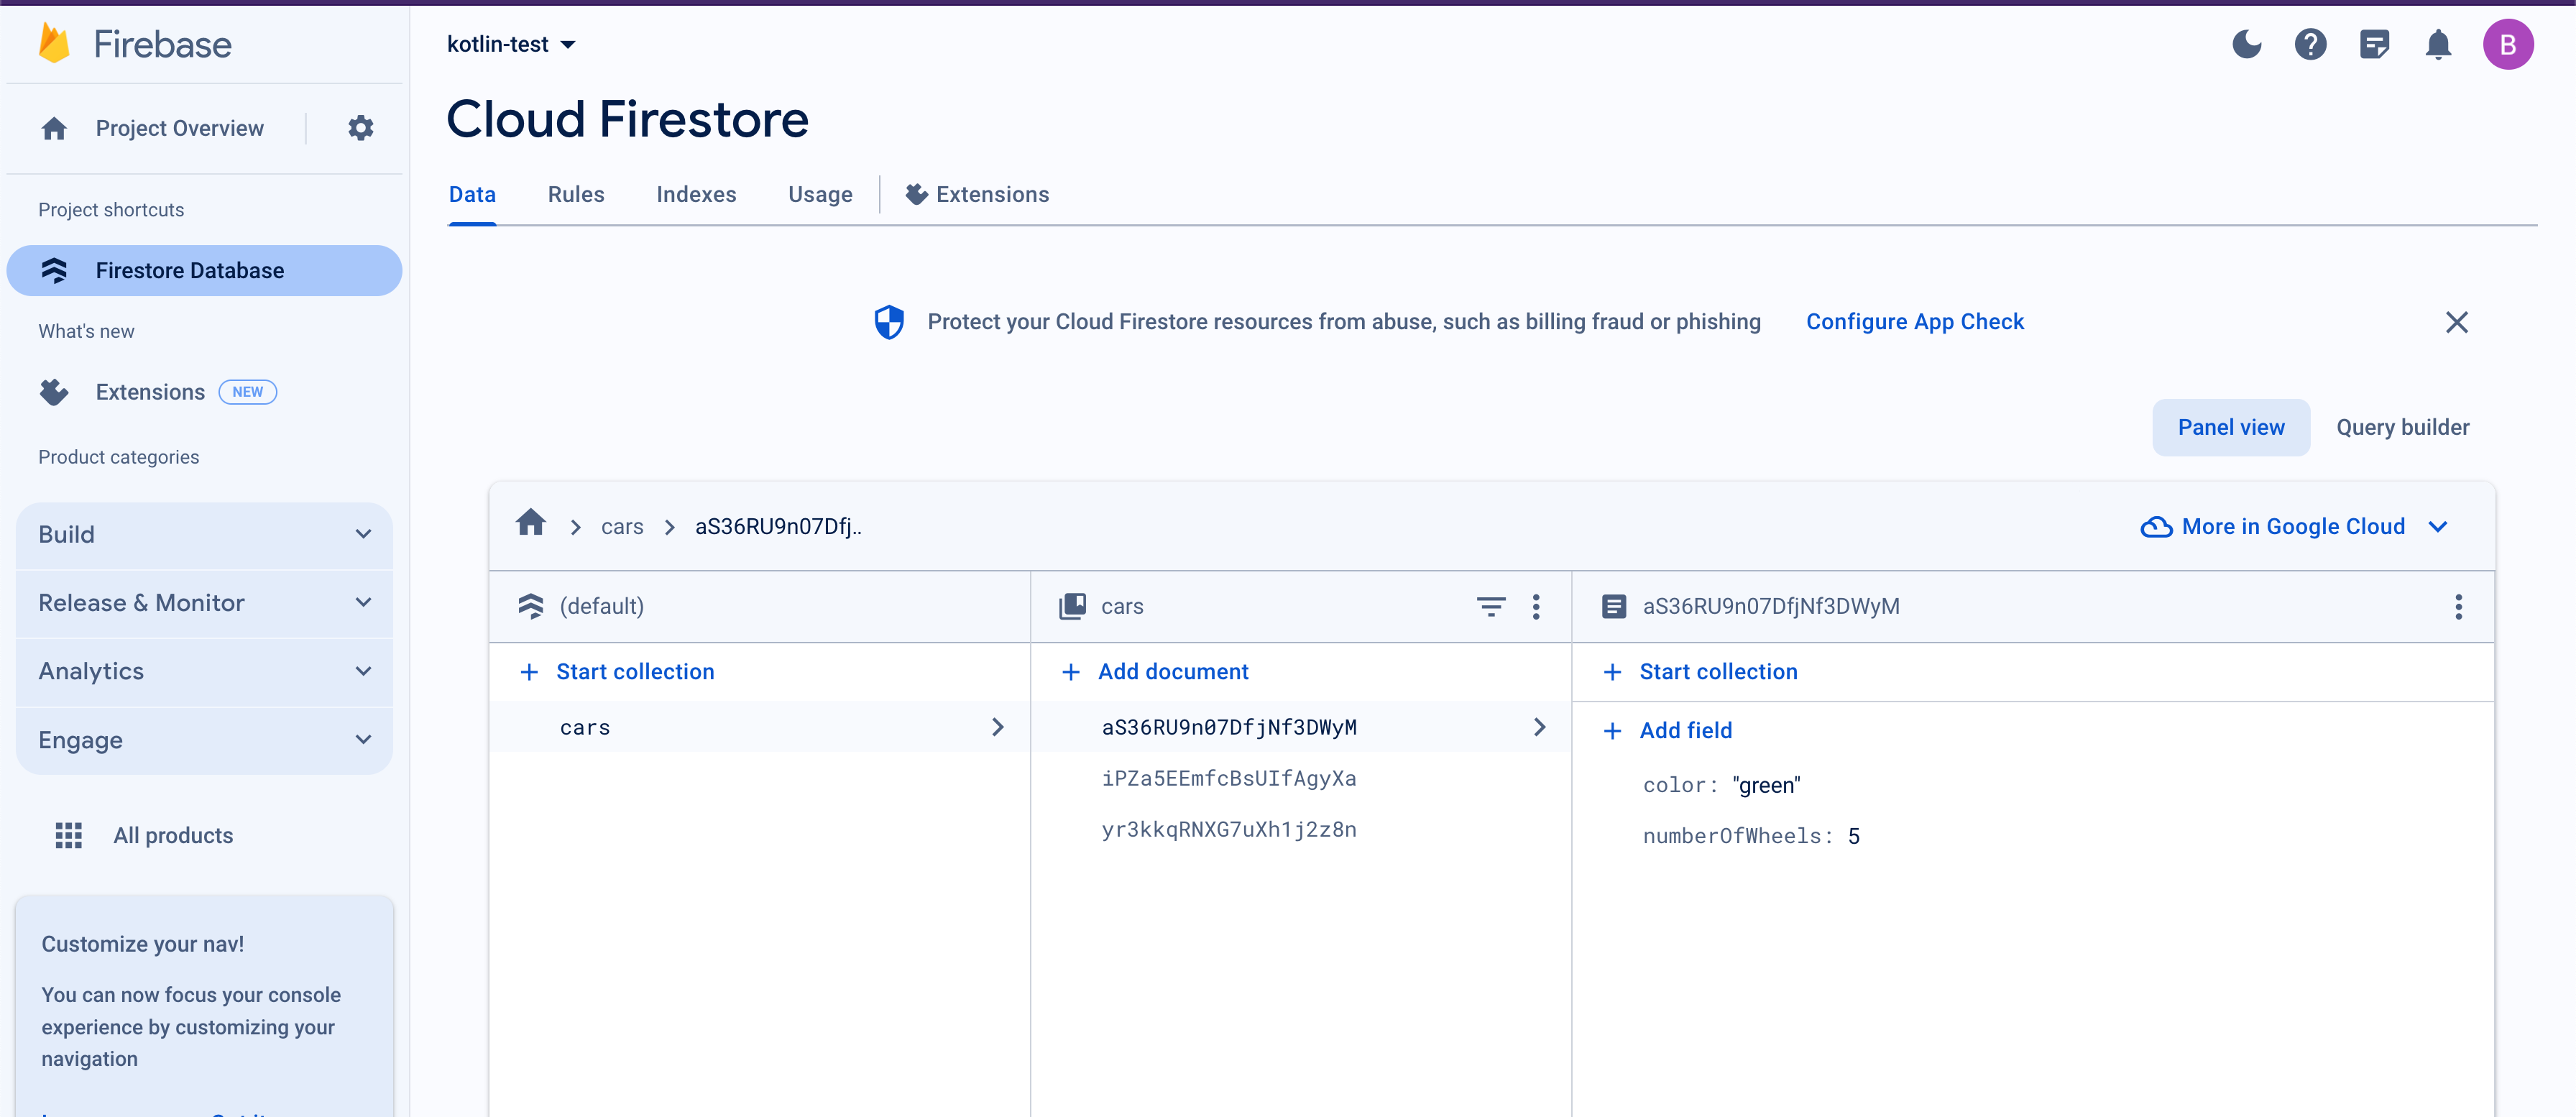 Firebase
Project Overview
Project shortcuts
Firestore Database
What's new
Extensions NEW
Product categories
Build
Release & Monitor
Analytics
Engage
All products
Customize your nav!
You can now focus your console
experience by customizing your
navigation
kotlin-test
B
Cloud Firestore
Data Rules Indexes Usage Extensions
Protect your Cloud Firestore resources from abuse, such as billing fraud or phishing Configure App Check
Panel view Query builder
cars aS36RU9n07Dfj..
More in Google Cloud
(default)
Start collection
cars
cars
Add document
aS36RU9n07DfjNf3DWyM
iPZa5EEmfcBsUIfAgyXa
yr3kkqRNXG7uXh1j2z8n
aS36RU9n07DfjNf3DWyM
Start collection
Add field
color: "green"
numberOfWheels: 5